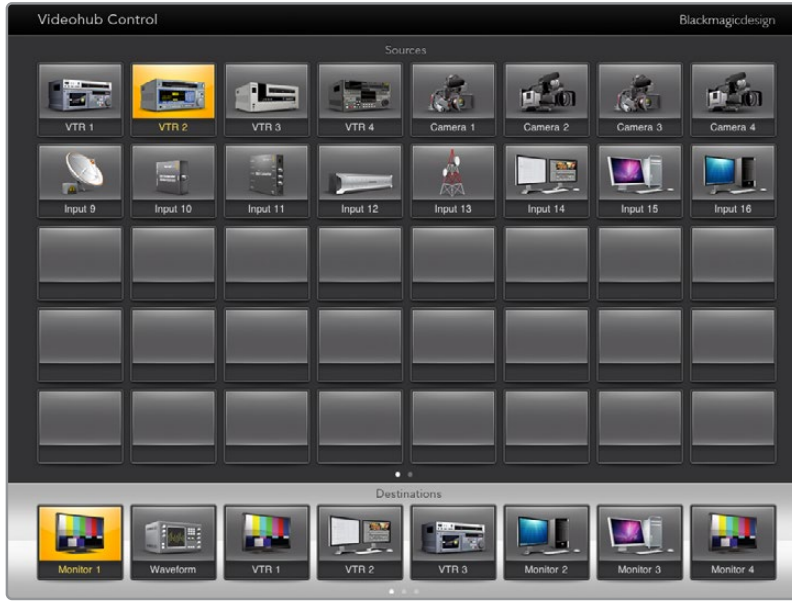 Videohub Control Blackmagicdesign
Sources
VTR 1 VTR 2 VTR 3 VTR 4 Camera 1 Camera 2 Camera 3 Camera 4
Input 9 Input 10 Input 11 Input 12 Input 13 Input 14 Input 15 Input 16
Destinations
Monitor 1 Waveform VTR 1 VTR 2 VTR 3 Monitor 2 Monitor 3 Monitor 4